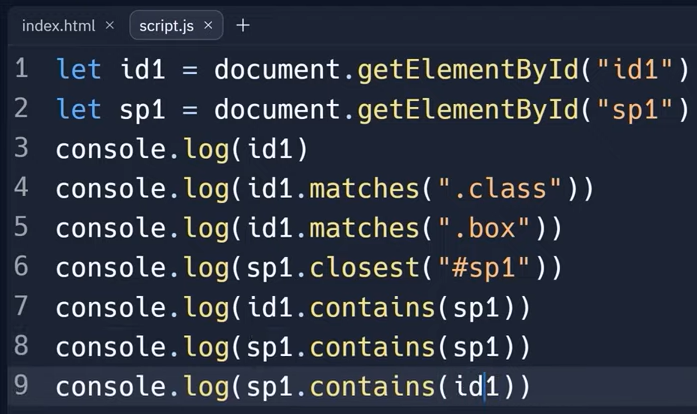 index.html × script.js × +
1 let id1 = document.getElementById("id1")
2 let sp1 = document.getElementById("sp1")
3 console.log(id1)
4 console.log(id1.matches(".class"))
5 console.log(id1.matches(".box"))
6 console.log(sp1.closest("#sp1"))
7 console.log(id1.contains(sp1))
8 console.log(sp1.contains(sp1))
9 console.log(sp1.contains(id1))